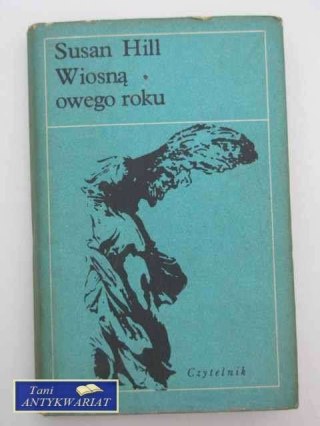 Susan Hill
Wiosną
owego roku
Czytelnik
Tani
ANTYKWARIAT